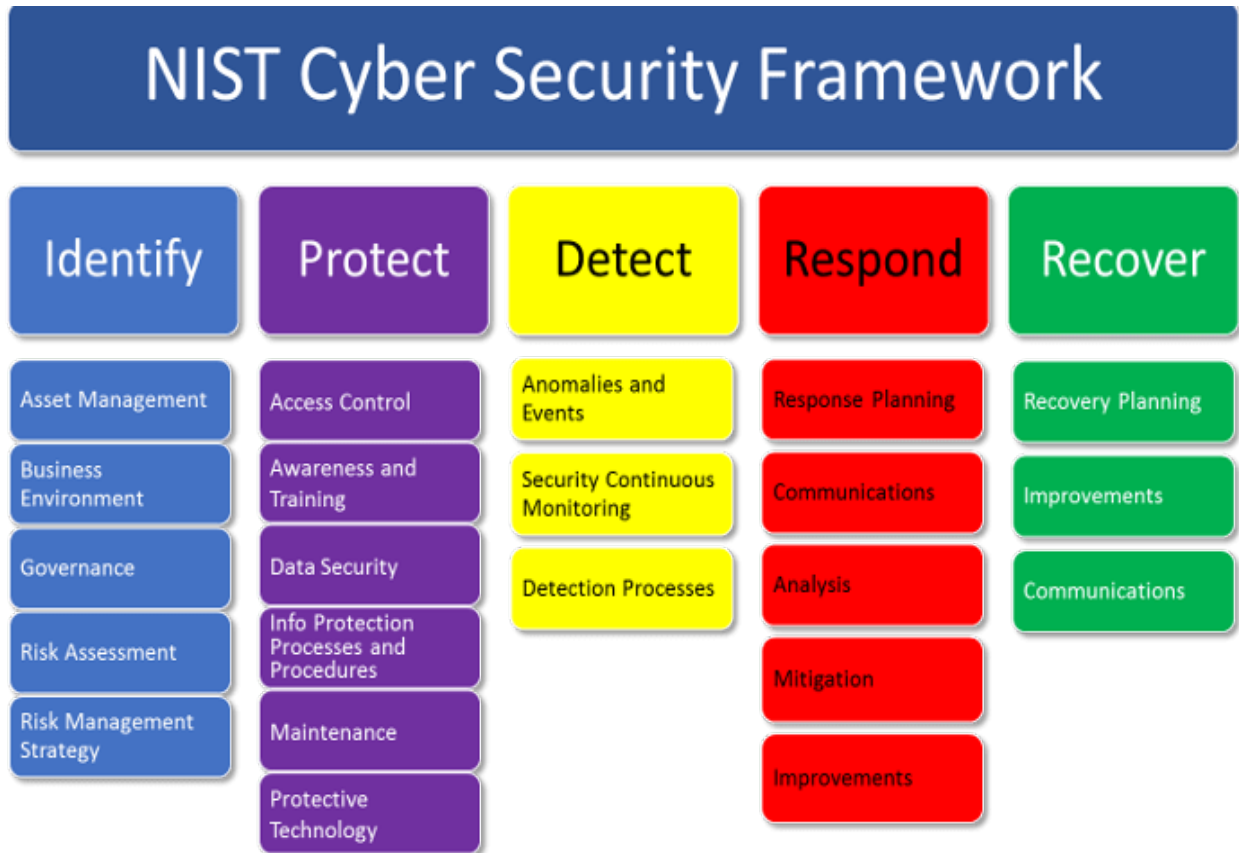 NIST Cyber Security Framework
Identify
Asset Management
Business
Environment
Governance
Risk Assessment
Risk Management
Strategy
Protect
Access Control
Awareness and
Training
Data Security
Info Protection
Processes and
Procedures
Maintenance
Protective
Technology
Detect
Anomalies and
Events
Security Continuous
Monitoring
Detection Processes
Respond
Response Planning
Communications
Analysis
Mitigation
Improvements
Recover
Recovery Planning
Improvements
Communications